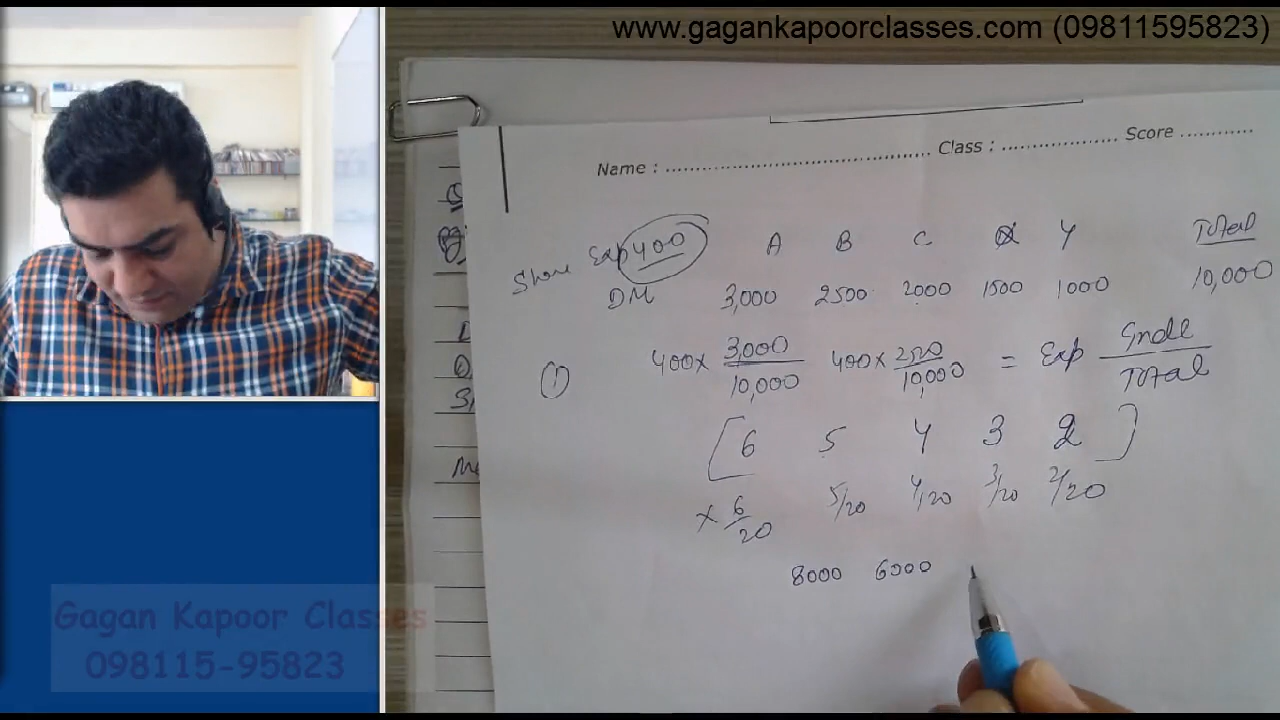 www.gagankapoorclasses.com (09811595823)
Name : ............................................... Class : .................... Score ............
Share Exp 400 A B C X Y Total
DM 3,000 2500 2000 1500 1000 10,000
① 400 x 3,000/10,000 400 x 2500/10,000 = Exp Indl/Total
[ 6 5 4 3 2 ]
x 6/20 5/20 4/20 3/20 2/20
8000 6000
Gagan Kapoor Classes
098115-95823